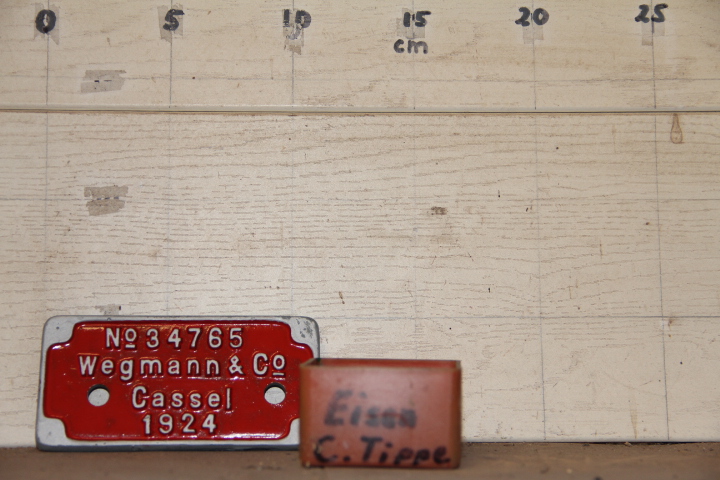 0 5 10 15 20 25
cm
Nº 34765
Wegmann & Cº
Cassel
1924
Eisen
C. Tippe